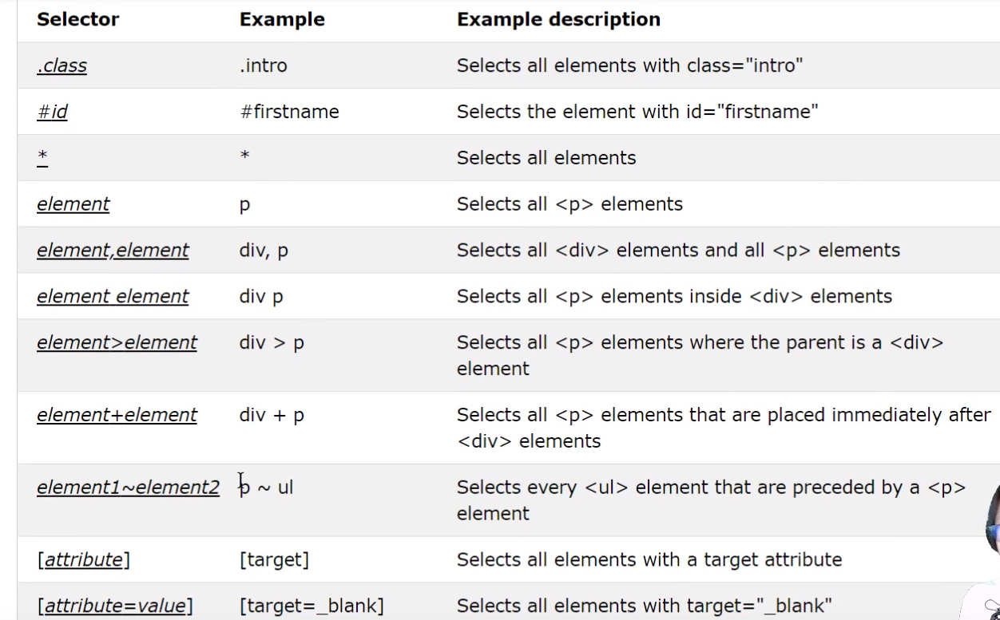 Selector Example Example description
.class .intro Selects all elements with class="intro"
#id #firstname Selects the element with id="firstname"
* * Selects all elements
element p Selects all <p> elements
element,element div, p Selects all <div> elements and all <p> elements
element element div p Selects all <p> elements inside <div> elements
element>element div > p Selects all <p> elements where the parent is a <div>
element
element+element div + p Selects all <p> elements that are placed immediately after
<div> elements
element1~element2 p ~ ul Selects every <ul> element that are preceded by a <p>
element
[attribute] [target] Selects all elements with a target attribute
[attribute=value] [target=_blank] Selects all elements with target="_blank"